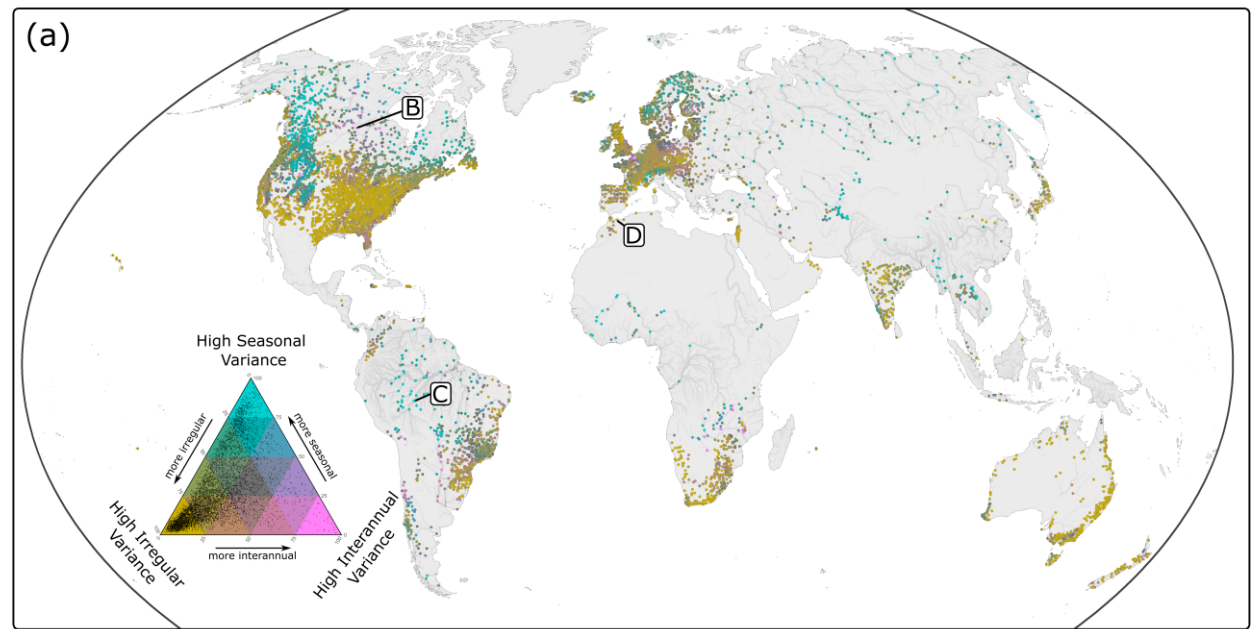 (a)
B
D
C
High Seasonal
Variance
more irregular
more seasonal
High Irregular
Variance
more interannual
High Interannual
Variance